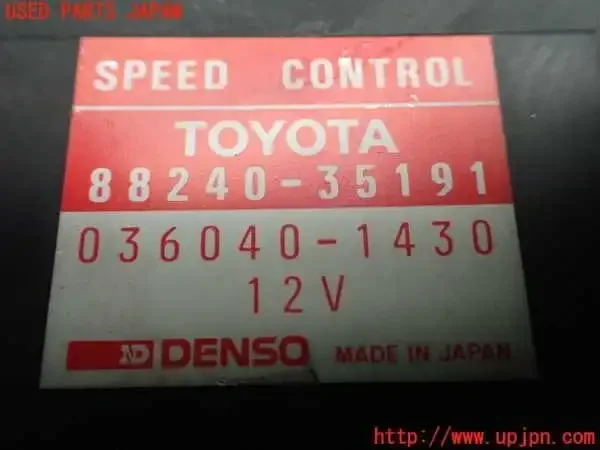 USED PARTS JAPAN
SPEED CONTROL
TOYOTA
88240-35191
036040-1430
12V
ND DENSO MADE IN JAPAN
http://www.upjpn.com/